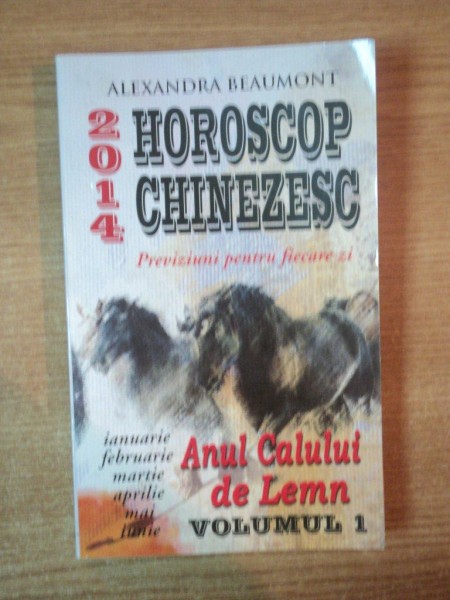 ALEXANDRA BEAUMONT
2014
HOROSCOP
CHINEZESC
Previziuni pentru fiecare zi
ianuarie
februarie
martie
aprilie
mai
iunie
Anul Calului
de Lemn
VOLUMUL 1